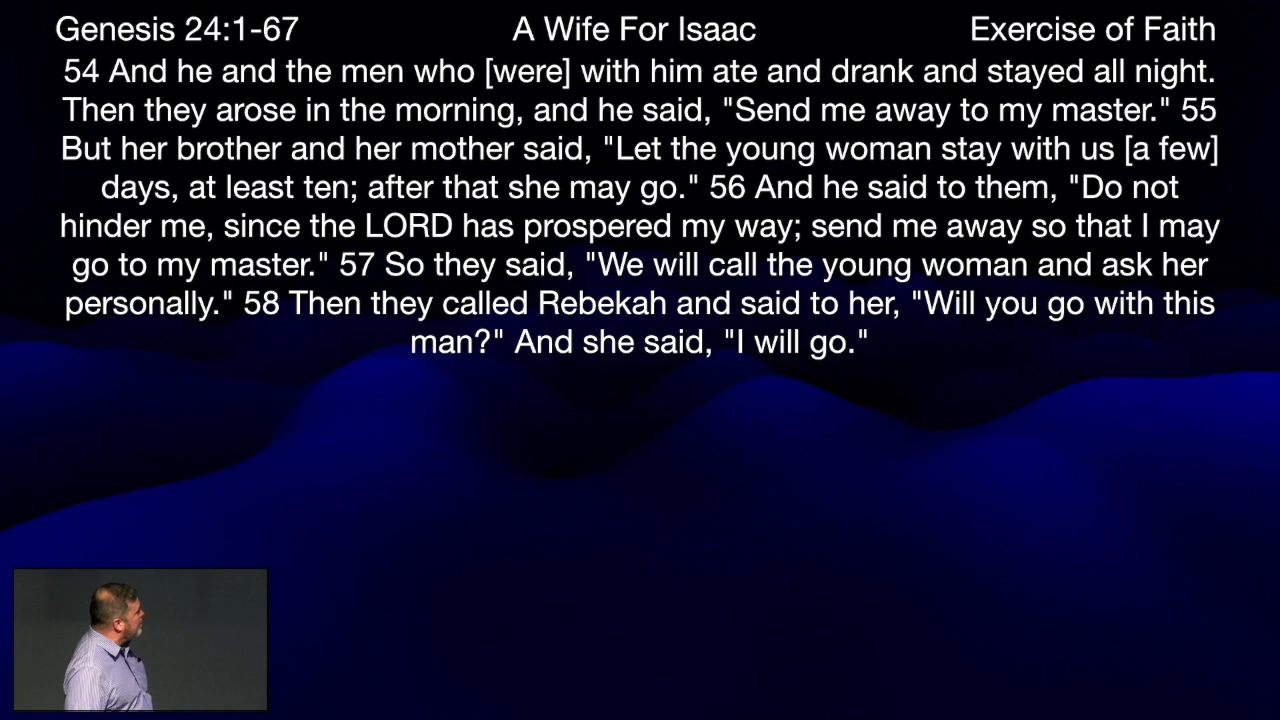 Genesis 24:1-67 A Wife For Isaac Exercise of Faith
54 And he and the men who [were] with him ate and drank and stayed all night.
Then they arose in the morning, and he said, "Send me away to my master." 55
But her brother and her mother said, "Let the young woman stay with us [a few]
days, at least ten; after that she may go." 56 And he said to them, "Do not
hinder me, since the LORD has prospered my way; send me away so that I may
go to my master." 57 So they said, "We will call the young woman and ask her
personally." 58 Then they called Rebekah and said to her, "Will you go with this
man?" And she said, "I will go."